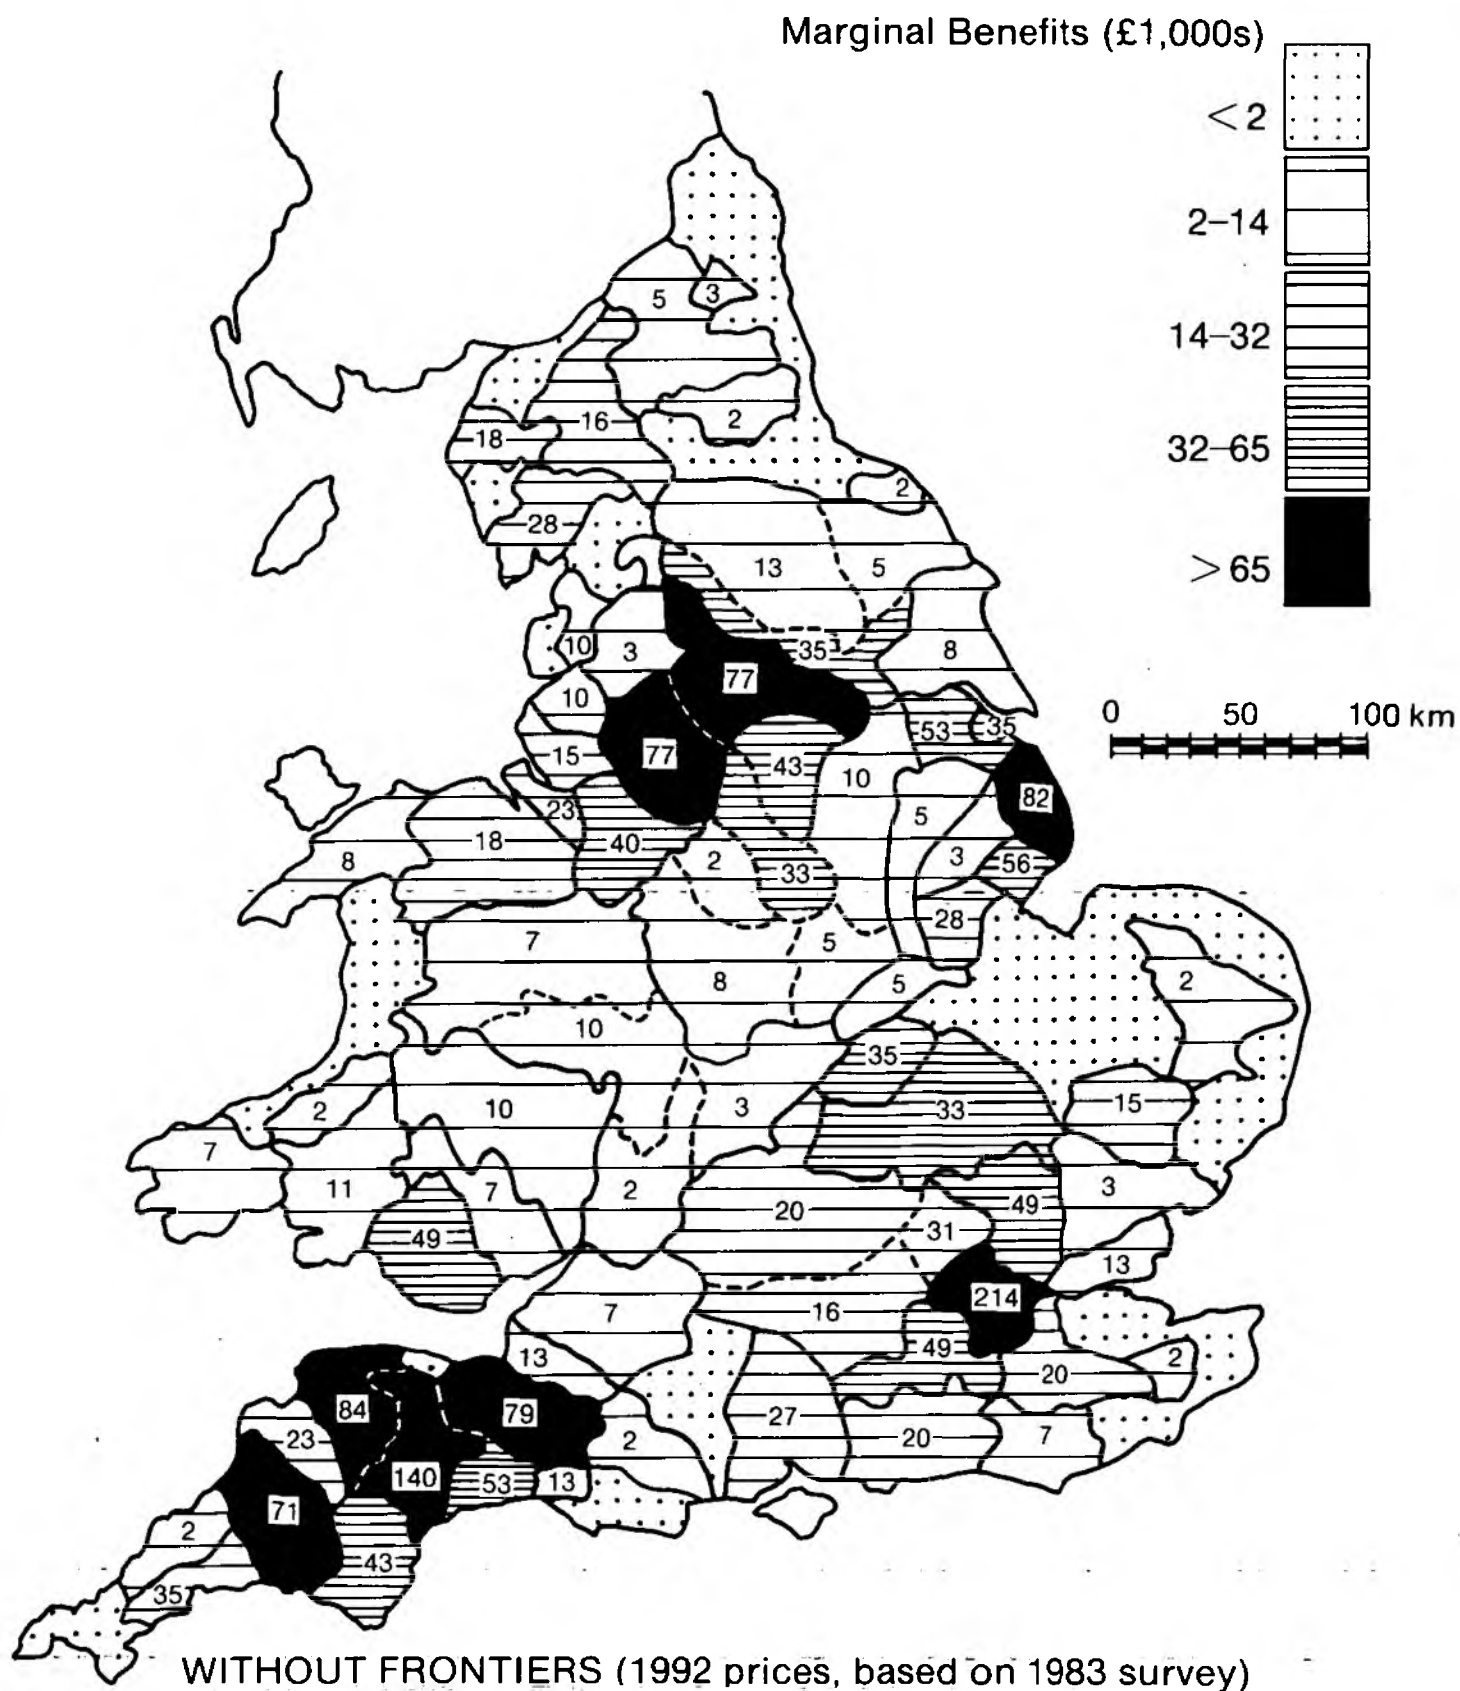 Marginal Benefits (£1,000s)
<2
2–14
14–32
32–65
>65
0 50 100 km
5 3
2
16
18
2
28
13 5
10 3 35 8
77
10
53 35
77 15 43
10 82
23 5
18 40
8 2 33 3 56
28
7 5
8 5 2
10
35
10 3 33 15
2
7
11 7 2 20 49 3
49 31
13
214
7 16
13 49 20 2
84 79
23 2 27 20 7
140 53 13
71
2
43
35
WITHOUT FRONTIERS (1992 prices, based on 1983 survey)